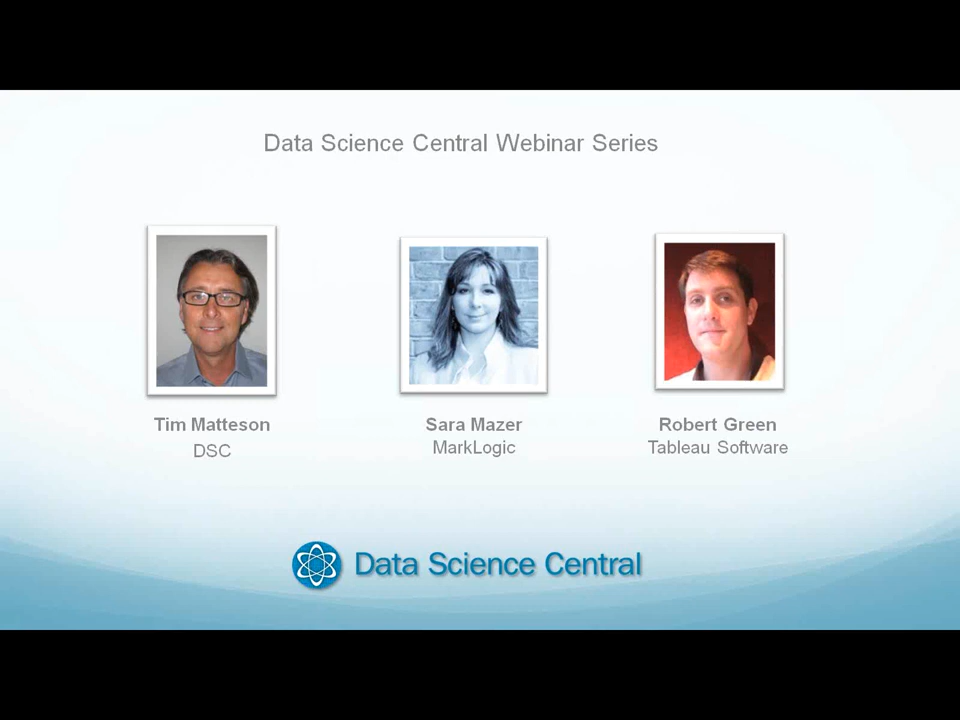 Data Science Central Webinar Series
Tim Matteson
DSC
Sara Mazer
MarkLogic
Robert Green
Tableau Software
Data Science Central